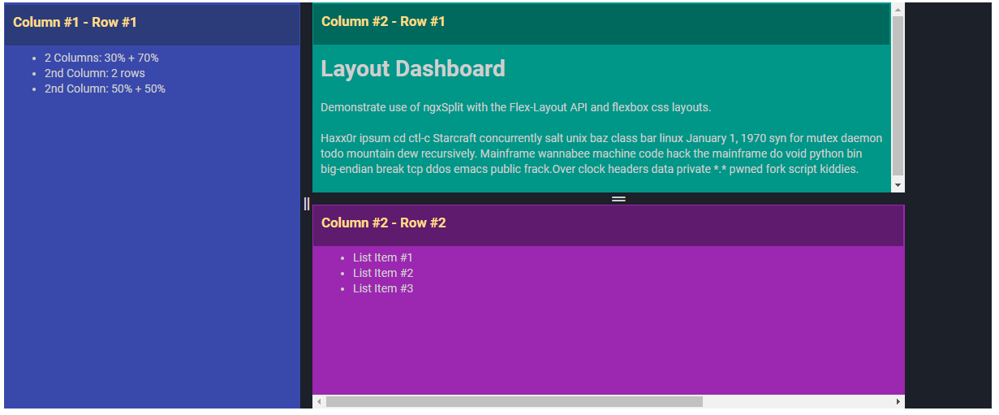 Column #1 - Row #1
2 Columns: 30% + 70%
2nd Column: 2 rows
2nd Column: 50% + 50%
Column #2 - Row #1
Layout Dashboard
Demonstrate use of ngxSplit with the Flex-Layout API and flexbox css layouts.
Haxx0r ipsum cd ctl-c Starcraft concurrently salt unix baz class bar linux January 1, 1970 syn for mutex daemon
todo mountain dew recursively. Mainframe wannabee machine code hack the mainframe do void python bin
big-endian break tcp ddos emacs public frack.Over clock headers data private *.* pwned fork script kiddies.
Column #2 - Row #2
List Item #1
List Item #2
List Item #3